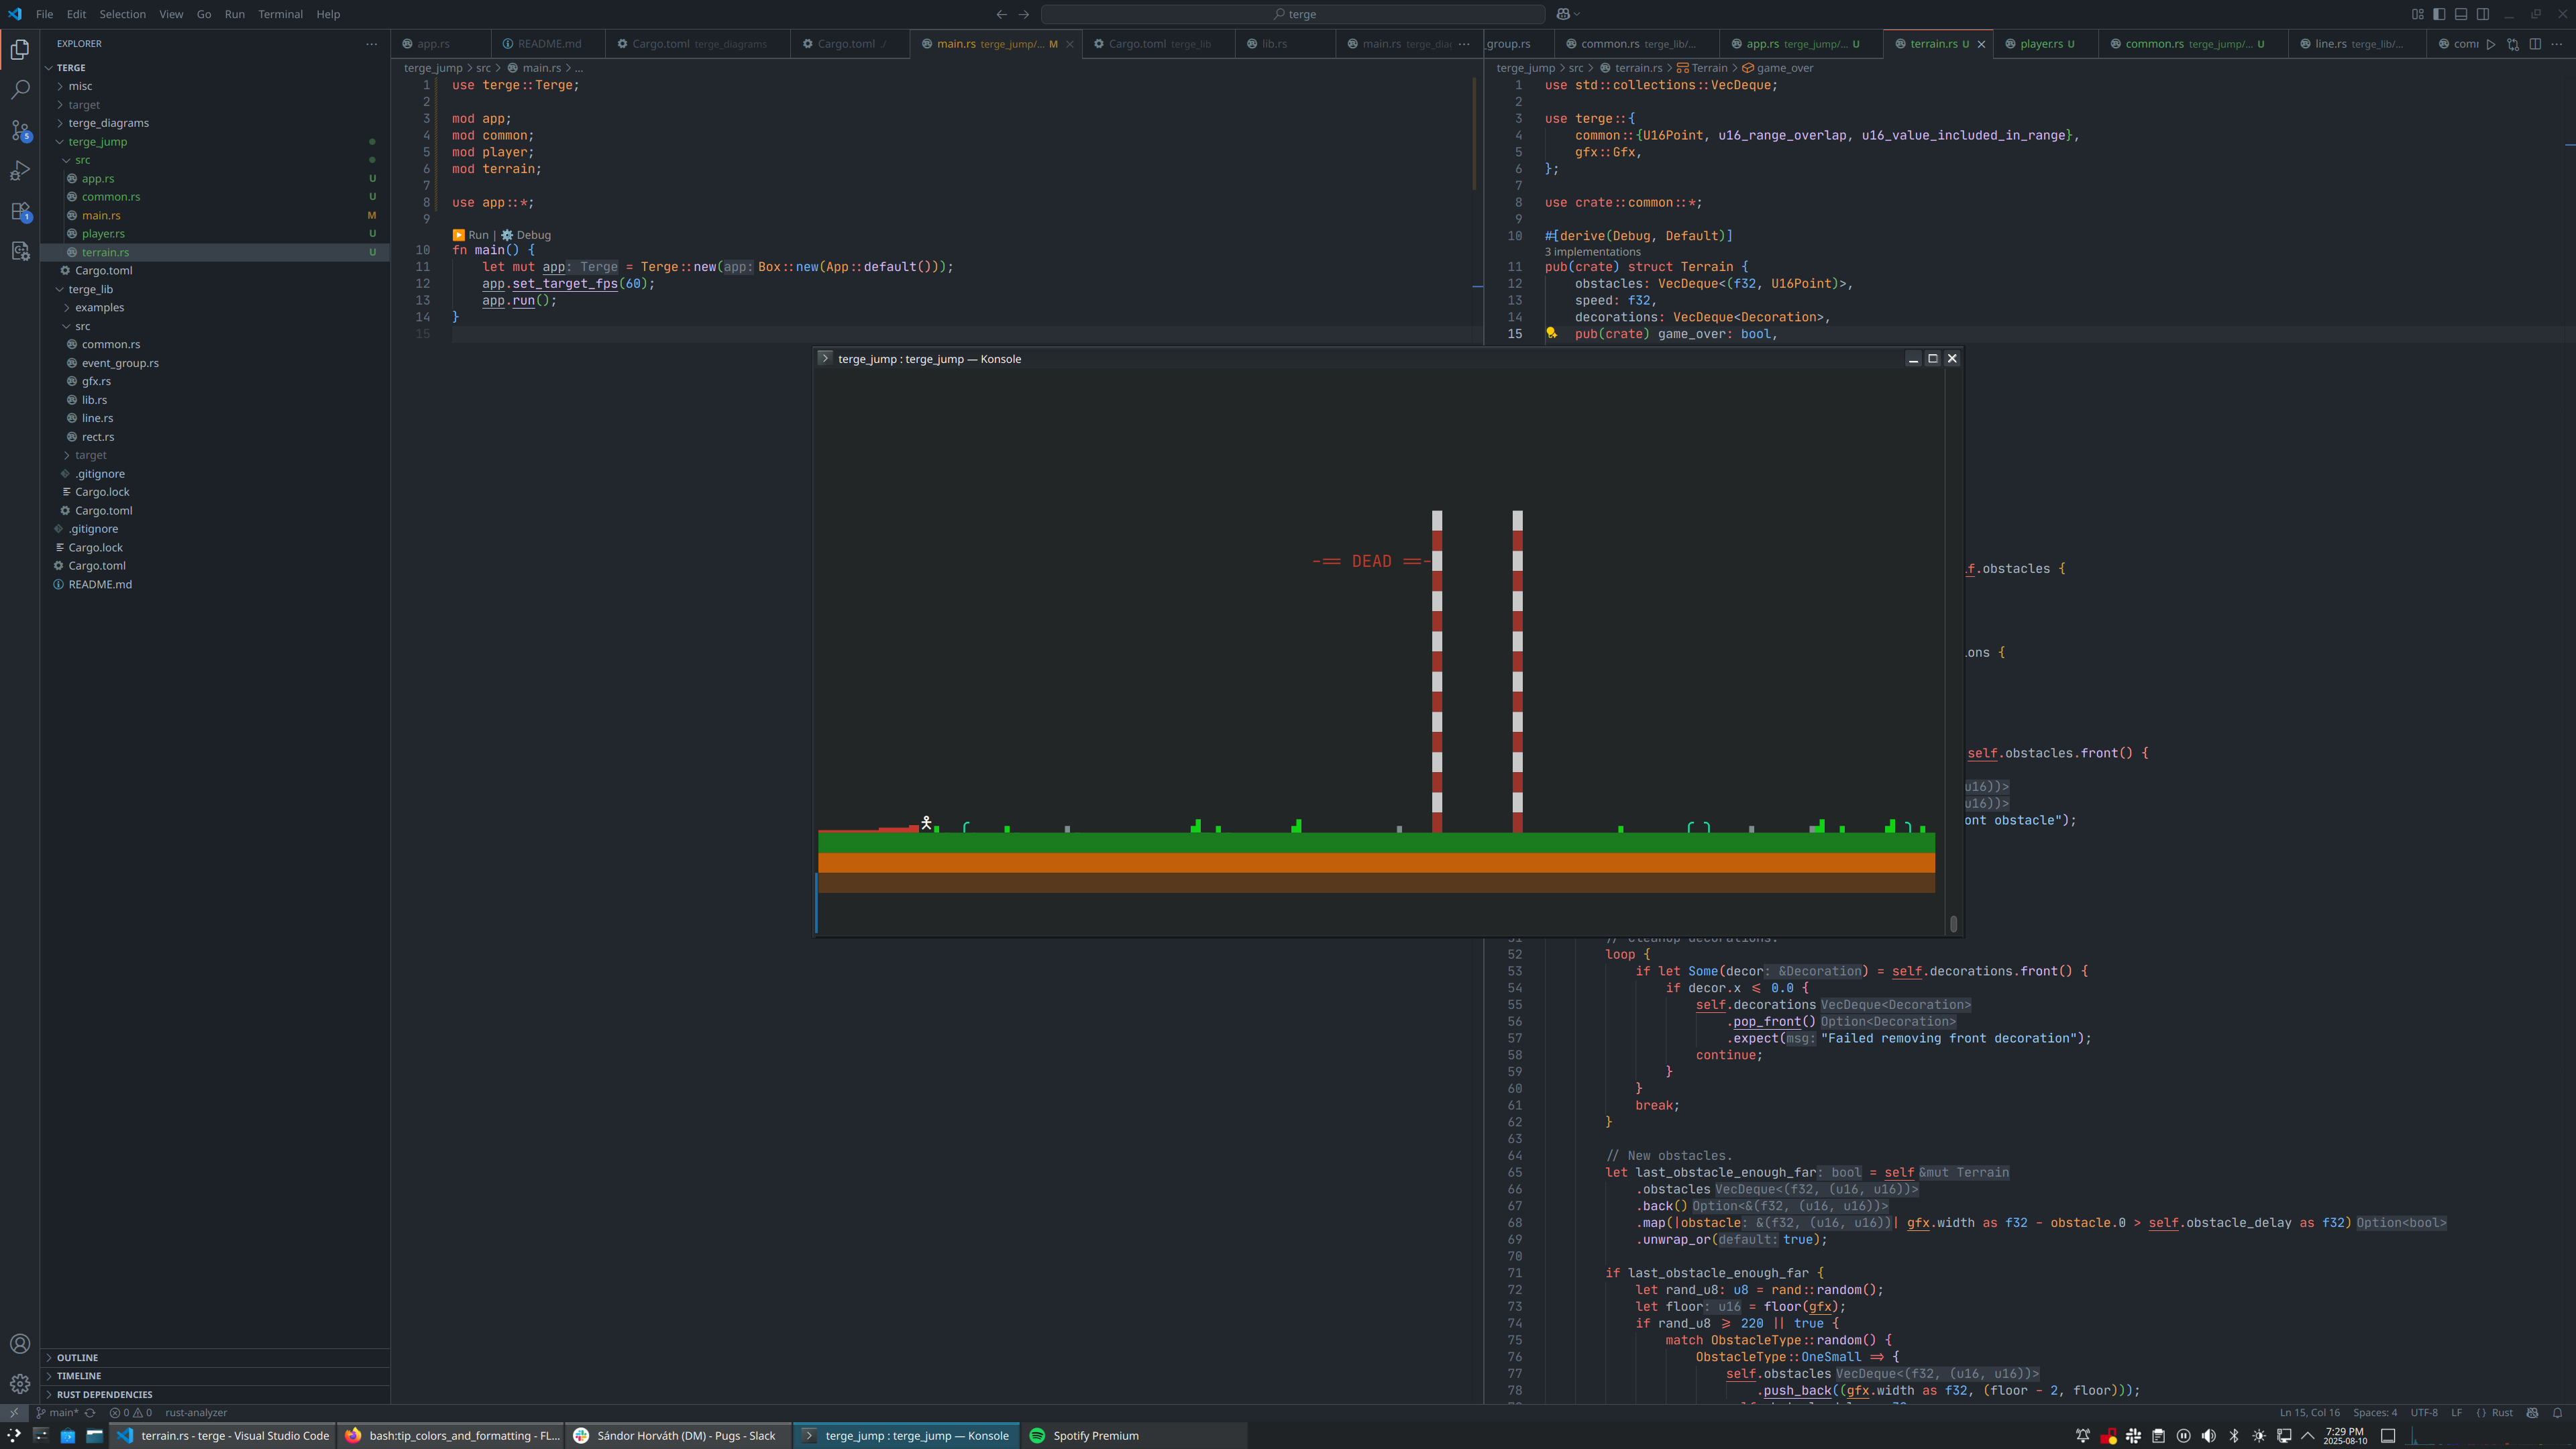 File Edit Selection View Go Run Terminal Help
terge
EXPLORER
TERGE
misc
target
terge_diagrams
terge_jump
src
app.rs U
common.rs U
main.rs M
player.rs U
terrain.rs U
Cargo.toml
terge_lib
examples
src
common.rs
event_group.rs
gfx.rs
lib.rs
line.rs
rect.rs
target
.gitignore
Cargo.lock
Cargo.toml
.gitignore
Cargo.lock
Cargo.toml
README.md
OUTLINE
TIMELINE
RUST DEPENDENCIES
app.rs README.md Cargo.toml terge_diagrams Cargo.toml ./ main.rs terge_jump/... M Cargo.toml terge_lib lib.rs main.rs terge_diaç
terge_jump > src > main.rs > ...
1 use terge::Terge;
2
3 mod app;
4 mod common;
5 mod player;
6 mod terrain;
7
8 use app::*;
9
Run | Debug
10 fn main() {
11 let mut app: Terge = Terge::new(app: Box::new(App::default()));
12 app.set_target_fps(60);
13 app.run();
14 }
15
_group.rs common.rs terge_lib/... app.rs terge_jump/... U terrain.rs U player.rs U common.rs terge_jump/... U line.rs terge_lib/...
terge_jump > src > terrain.rs > Terrain > game_over
1 use std::collections::VecDeque;
2
3 use terge::{
4 common::{U16Point, u16_range_overlap, u16_value_included_in_range},
5 gfx::Gfx,
6 };
7
8 use crate::common::*;
9
10 #[derive(Debug, Default)]
3 implementations
11 pub(crate) struct Terrain {
12 obstacles: VecDeque<(f32, U16Point)>,
13 speed: f32,
14 decorations: VecDeque<Decoration>,
15 pub(crate) game_over: bool,
terge_jump : terge_jump — Konsole
-== DEAD ==-
.obstacles {
ons {
self.obstacles.front() {
u16))>
u16))>
ont obstacle");
51 // Cleanup decorations.
52 loop {
53 if let Some(decor: &Decoration) = self.decorations.front() {
54 if decor.x <= 0.0 {
55 self.decorations VecDeque<Decoration>
56 .pop_front() Option<Decoration>
57 .expect(msg: "Failed removing front decoration");
58 continue;
59 }
60 }
61 break;
62 }
63
64 // New obstacles.
65 let last_obstacle_enough_far: bool = self &mut Terrain
66 .obstacles VecDeque<(f32, (u16, u16))>
67 .back() Option<&(f32, (u16, u16))>
68 .map(|obstacle: &(f32, (u16, u16))| gfx.width as f32 - obstacle.0 > self.obstacle_delay as f32) Option<bool>
69 .unwrap_or(default: true);
70
71 if last_obstacle_enough_far {
72 let rand_u8: u8 = rand::random();
73 let floor: u16 = floor(gfx);
74 if rand_u8 >= 220 || true {
75 match ObstacleType::random() {
76 ObstacleType::OneSmall => {
77 self.obstacles VecDeque<(f32, (u16, u16))>
78 .push_back((gfx.width as f32, (floor - 2, floor)));
main* 0 0 rust-analyzer
Ln 15, Col 16 Spaces: 4 UTF-8 LF {} Rust
terrain.rs - terge - Visual Studio Code
bash:tip_colors_and_formatting - FL...
Sándor Horváth (DM) - Pugs - Slack
terge_jump : terge_jump — Konsole
Spotify Premium
7:29 PM
2025-08-10